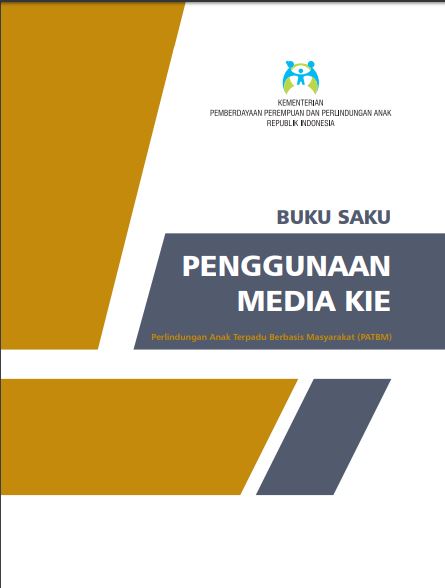 KEMENTERIAN
PEMBERDAYAAN PEREMPUAN DAN PERLINDUNGAN ANAK
REPUBLIK INDONESIA
BUKU SAKU
PENGGUNAAN
MEDIA KIE
Perlindungan Anak Terpadu Berbasis Masyarakat (PATBM)